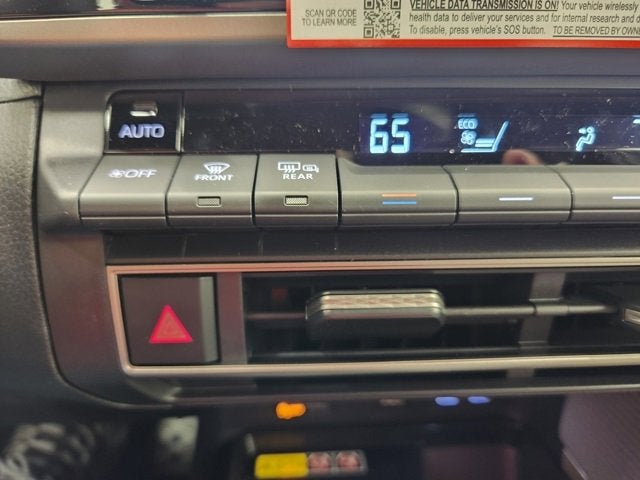 SCAN QR CODE
TO LEARN MORE
VEHICLE DATA TRANSMISSION IS ON! Your vehicle wirelessly
health data to deliver your services and for internal research and d
To disable, press vehicle's SOS button. TO BE REMOVED BY OWNE
AUTO
65
ECO
OFF
FRONT
REAR